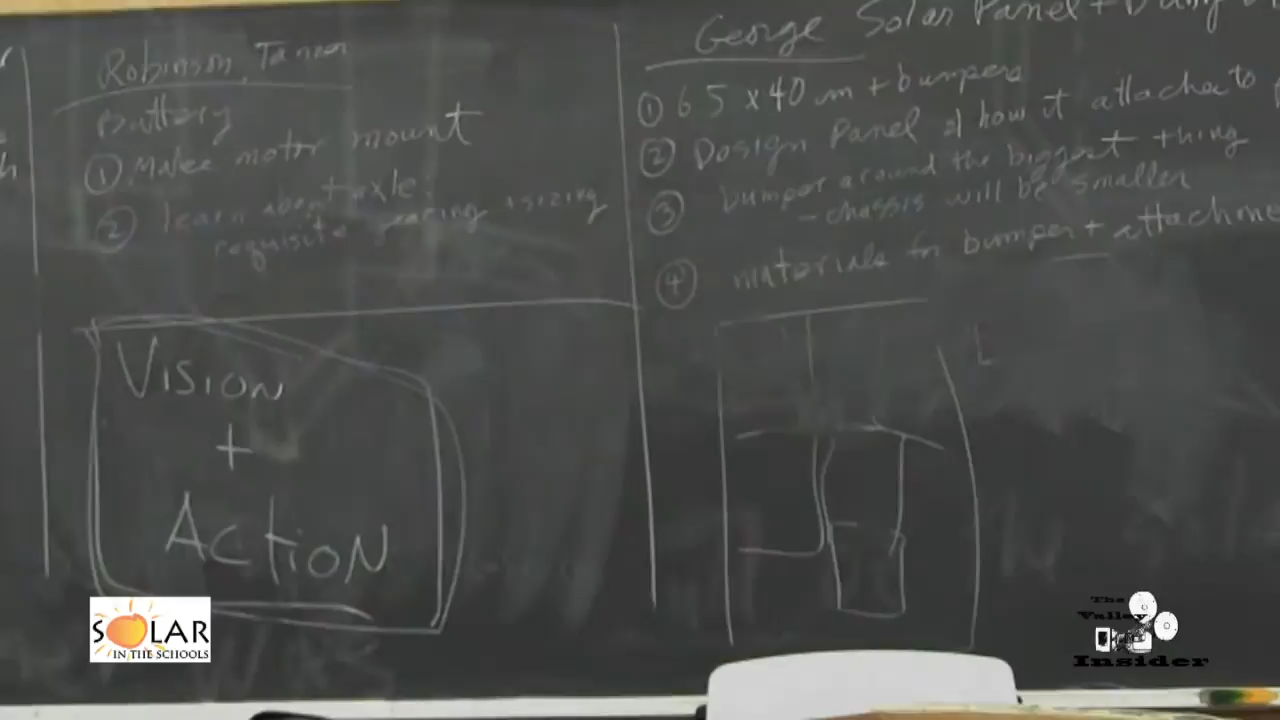 Robinson, Tanner
Battery
① Make motor mount
② learn about axle:
requisite gearing + sizing
VISION
+
ACTION
George Solar Panel +
① 65 x 40 cm + bumpers
② Design Panel & how it attaches to
③ bumper around the biggest thing
- chassis will be smaller
④ materials for bumper +
L
SOLAR
IN THE SCHOOLS
The
Valley
Insider